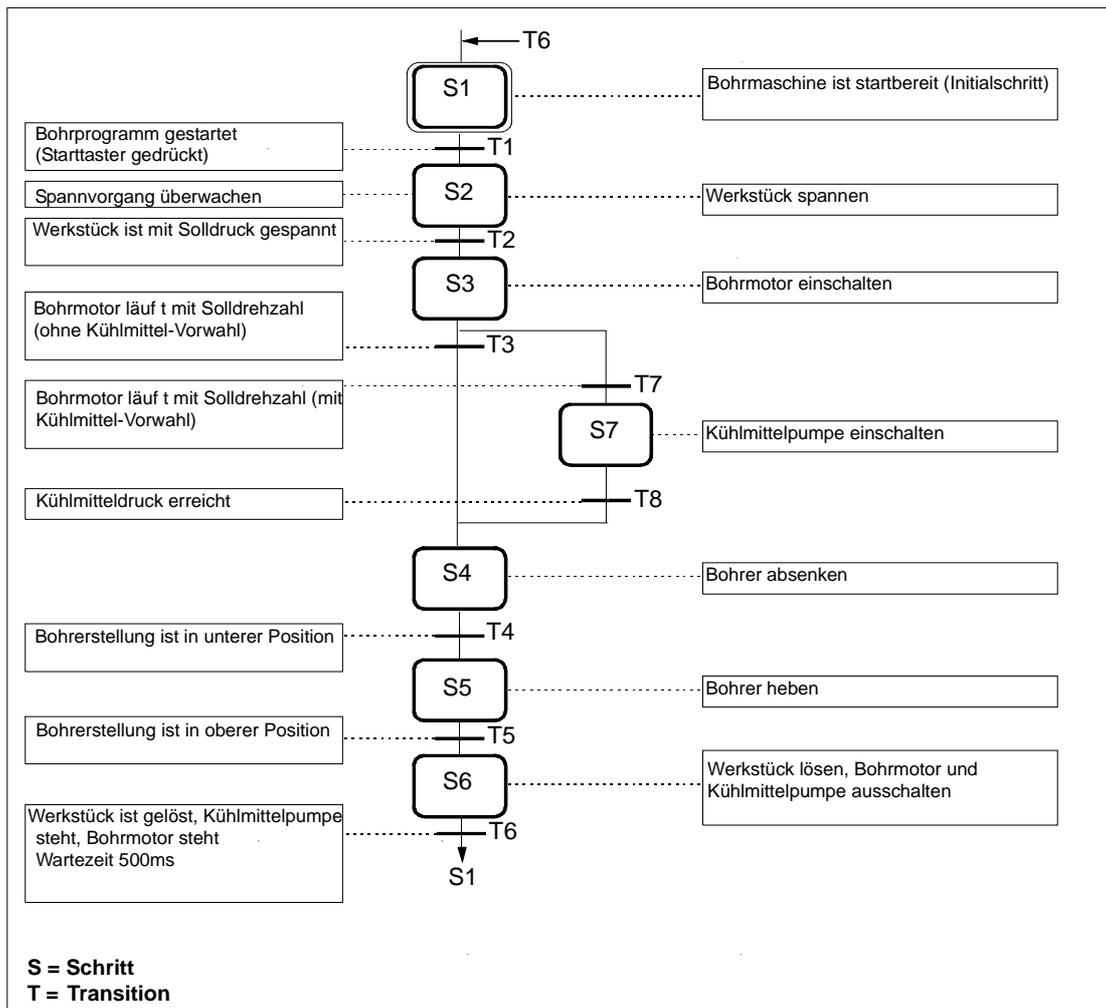 T6
S1
Bohrmaschine ist startbereit (Initialschritt)
Bohrprogramm gestartet
(Starttaster gedrückt)
T1
Spannvorgang überwachen
S2
Werkstück spannen
Werkstück ist mit Solldruck gespannt
T2
S3
Bohrmotor einschalten
Bohrmotor läuf t mit Solldrehzahl
(ohne Kühlmittel-Vorwahl)
T3
Bohrmotor läuf t mit Solldrehzahl (mit
Kühlmittel-Vorwahl)
T7
S7
Kühlmittelpumpe einschalten
Kühlmitteldruck erreicht
T8
S4
Bohrer absenken
Bohrerstellung ist in unterer Position
T4
S5
Bohrer heben
Bohrerstellung ist in oberer Position
T5
S6
Werkstück lösen, Bohrmotor und
Kühlmittelpumpe ausschalten
Werkstück ist gelöst, Kühlmittelpumpe
steht, Bohrmotor steht
Wartezeit 500ms
T6
S1
S = Schritt
T = Transition